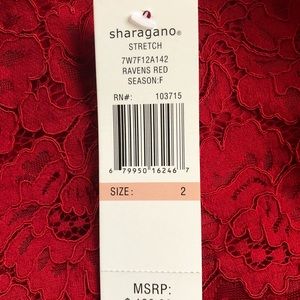 sharagano®
STRETCH
7W7F12A142
RAVENS RED
SEASON:F
RN#: 103715
6 79950 16246 7
SIZE: 2
MSRP: